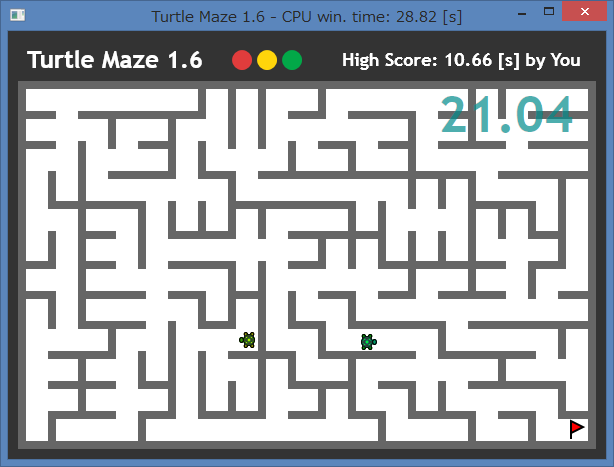 Turtle Maze 1.6 - CPU win. time: 28.82 [s]
Turtle Maze 1.6
High Score: 10.66 [s] by You
21.04